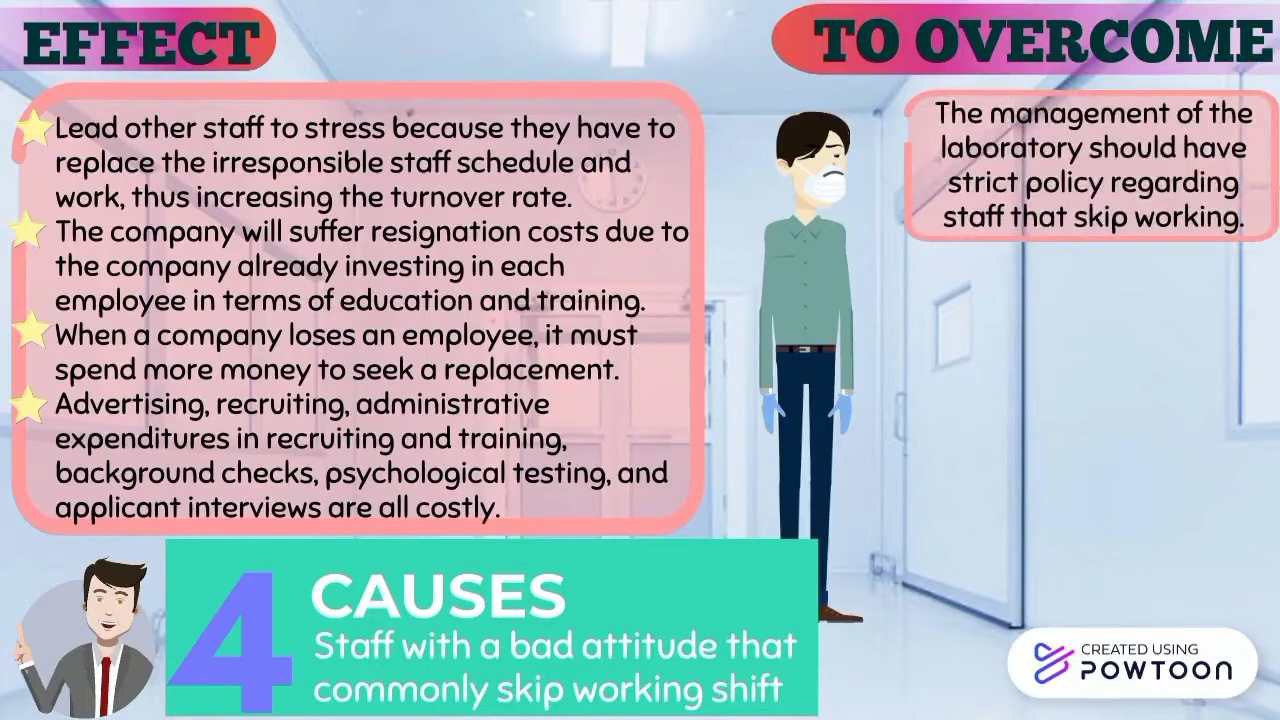 EFFECT
TO OVERCOME
Lead other staff to stress because they have to
replace the irresponsible staff schedule and
work, thus increasing the turnover rate.
The company will suffer resignation costs due to
the company already investing in each
employee in terms of education and training.
When a company loses an employee, it must
spend more money to seek a replacement.
Advertising, recruiting, administrative
expenditures in recruiting and training,
background checks, psychological testing, and
applicant interviews are all costly.
The management of the
laboratory should have
strict policy regarding
staff that skip working.
4
CAUSES
Staff with a bad attitude that
commonly skip working shift
CREATED USING
POWTOON